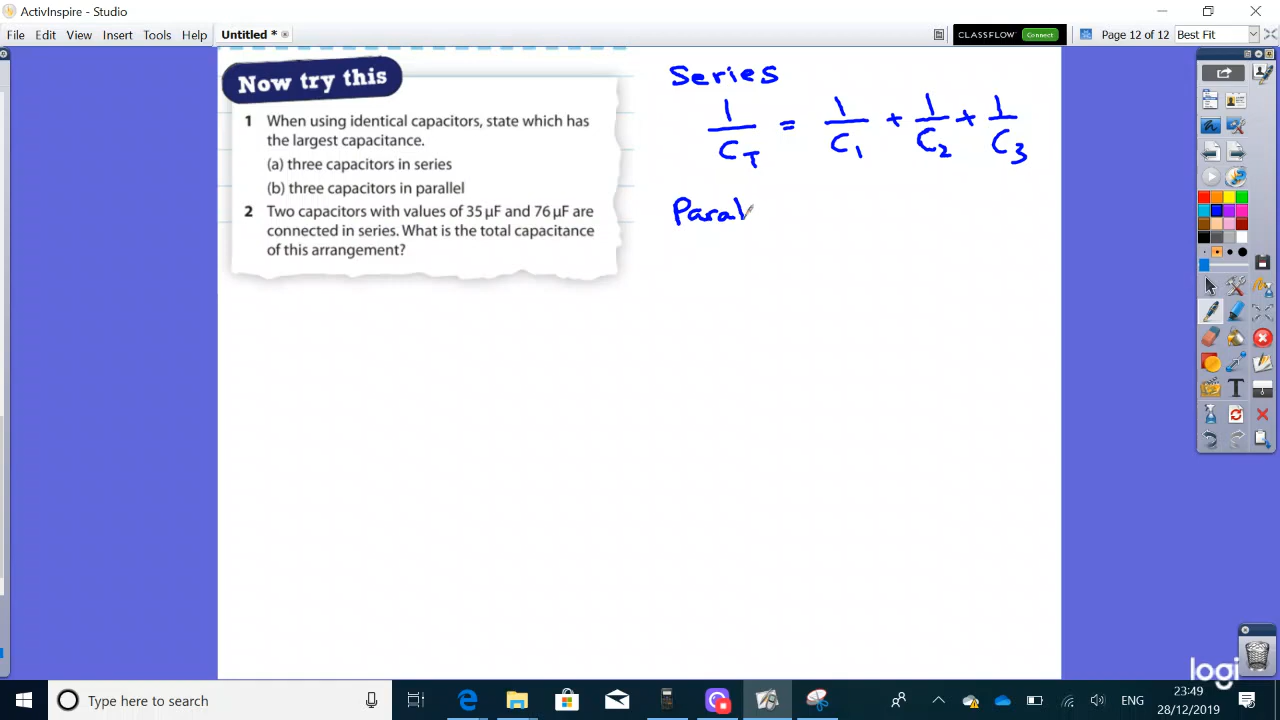 ActivInspire - Studio
File Edit View Insert Tools Help Untitled * CLASSFLOW Connect Page 12 of 12 Best Fit
Now try this
1 When using identical capacitors, state which has
the largest capacitance.
(a) three capacitors in series
(b) three capacitors in parallel
2 Two capacitors with values of 35 μF and 76 μF are
connected in series. What is the total capacitance
of this arrangement?
Series
1/CT = 1/C1 + 1/C2 + 1/C3
Paral
T
logi
Type here to search
ENG
23:49
28/12/2019